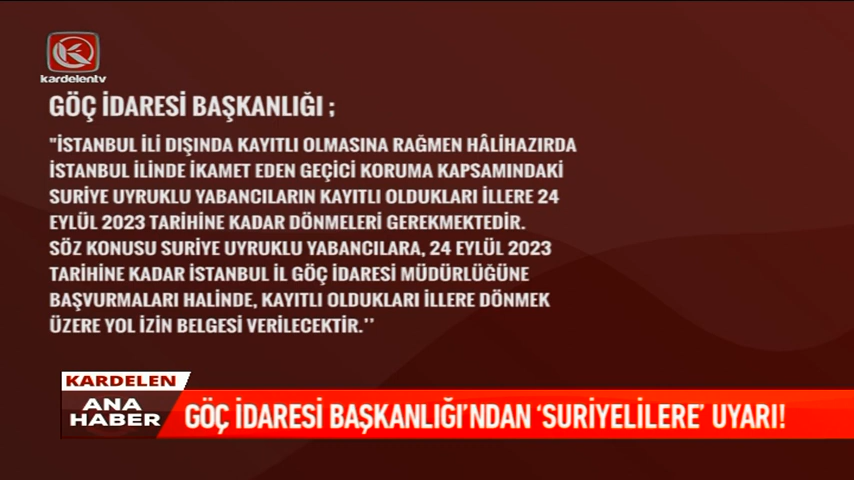 kardelentv
GÖÇ İDARESİ BAŞKANLIĞI ;
"İSTANBUL İLİ DIŞINDA KAYITLI OLMASINA RAĞMEN HÂLİHAZIRDA
İSTANBUL İLİNDE İKAMET EDEN GEÇİCİ KORUMA KAPSAMINDAKİ
SURİYE UYRUKLU YABANCILARIN KAYITLI OLDUKLARI İLLERE 24
EYLÜL 2023 TARİHİNE KADAR DÖNMELERİ GEREKMEKTEDİR.
SÖZ KONUSU SURİYE UYRUKLU YABANCILARA, 24 EYLÜL 2023
TARİHİNE KADAR İSTANBUL İL GÖÇ İDARESİ MÜDÜRLÜĞÜNE
BAŞVURMALARI HALİNDE, KAYITLI OLDUKLARI İLLERE DÖNMEK
ÜZERE YOL İZİN BELGESİ VERİLECEKTİR.''
KARDELEN
ANA
HABER
GÖÇ İDARESİ BAŞKANLIĞI'NDAN 'SURİYELİLERE' UYARI!